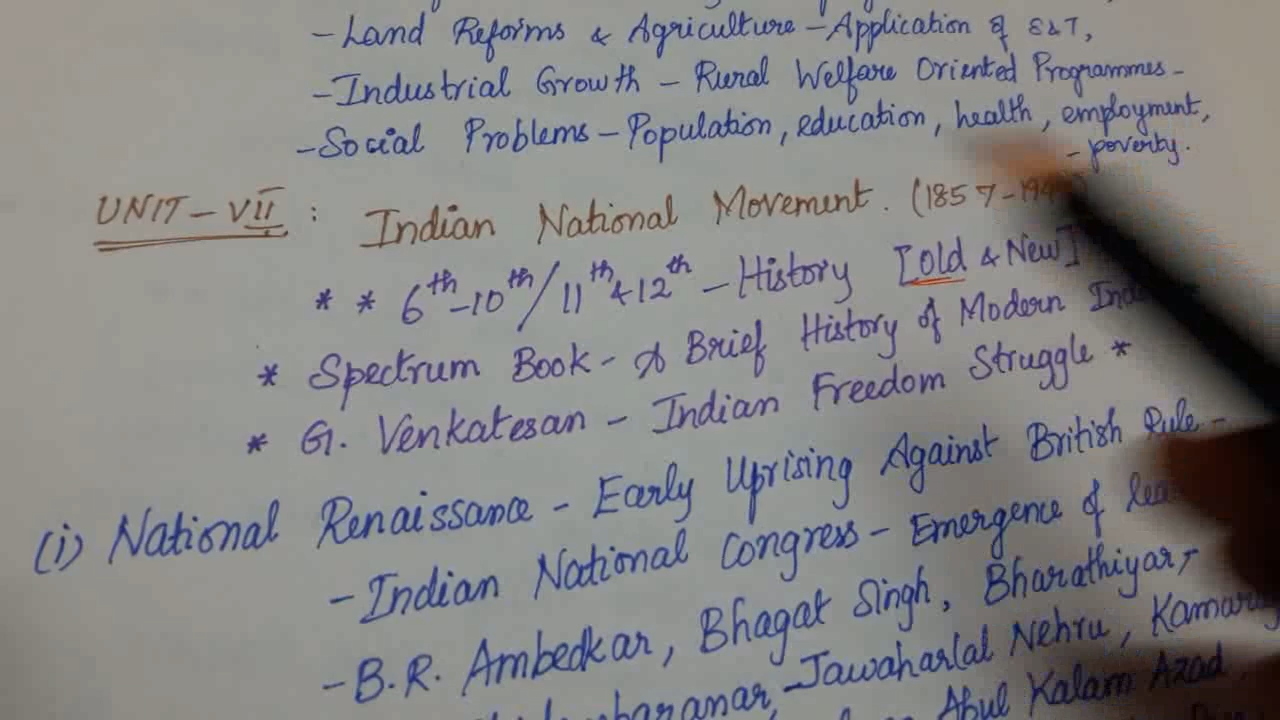 - Land Reforms & Agriculture - Application of S&T,
- Industrial Growth - Rural Welfare Oriented Programmes -
- Social Problems - Population, education, health, employment,
- poverty.
UNIT - VII : Indian National Movement. (1857-19
* * 6th-10th/11th+12th - History [Old & New]
* Spectrum Book - A Brief History of Modern
* G. Venkatesan - Indian Freedom Struggle *
(i) National Renaissance - Early Uprising Against British Rule -
- Indian National Congress - Emergence of
- B.R. Ambedkar, Bhagat Singh, Bharathiyar,
Jawaharlal Nehru,
Abul Kalam Azad